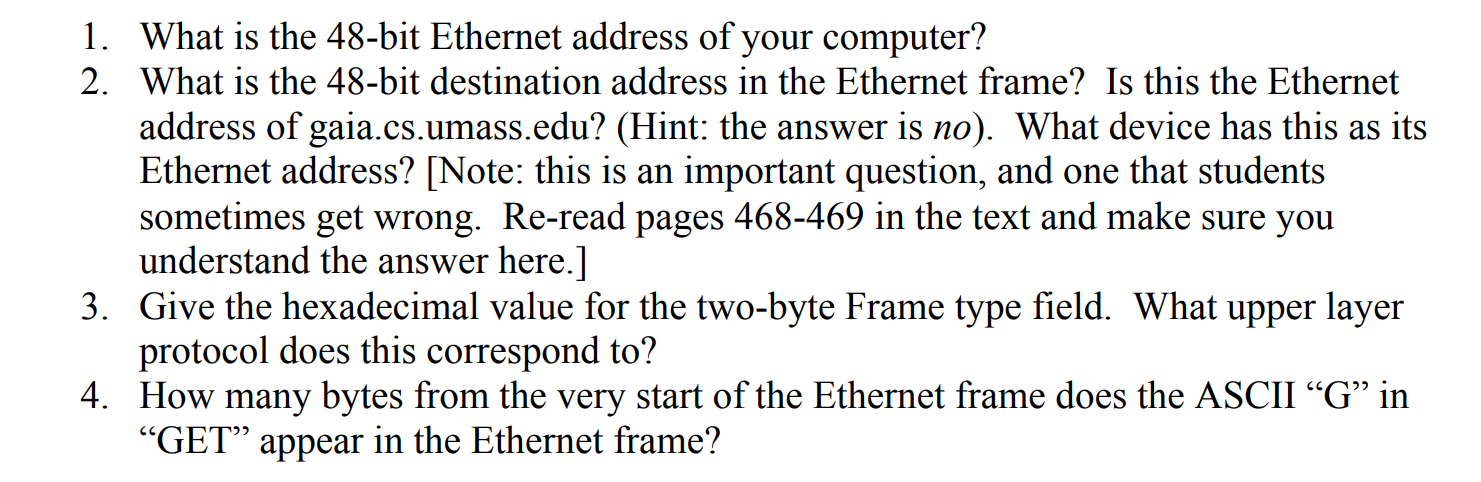 1. What is the 48-bit Ethernet address of your computer?
2. What is the 48-bit destination address in the Ethernet frame?  Is this the Ethernet
address of gaia.cs.umass.edu? (Hint: the answer is no).  What device has this as its
Ethernet address? [Note: this is an important question, and one that students
sometimes get wrong.  Re-read pages 468-469 in the text and make sure you
understand the answer here.]
3. Give the hexadecimal value for the two-byte Frame type field.  What upper layer
protocol does this correspond to?
4. How many bytes from the very start of the Ethernet frame does the ASCII “G” in
“GET” appear in the Ethernet frame?